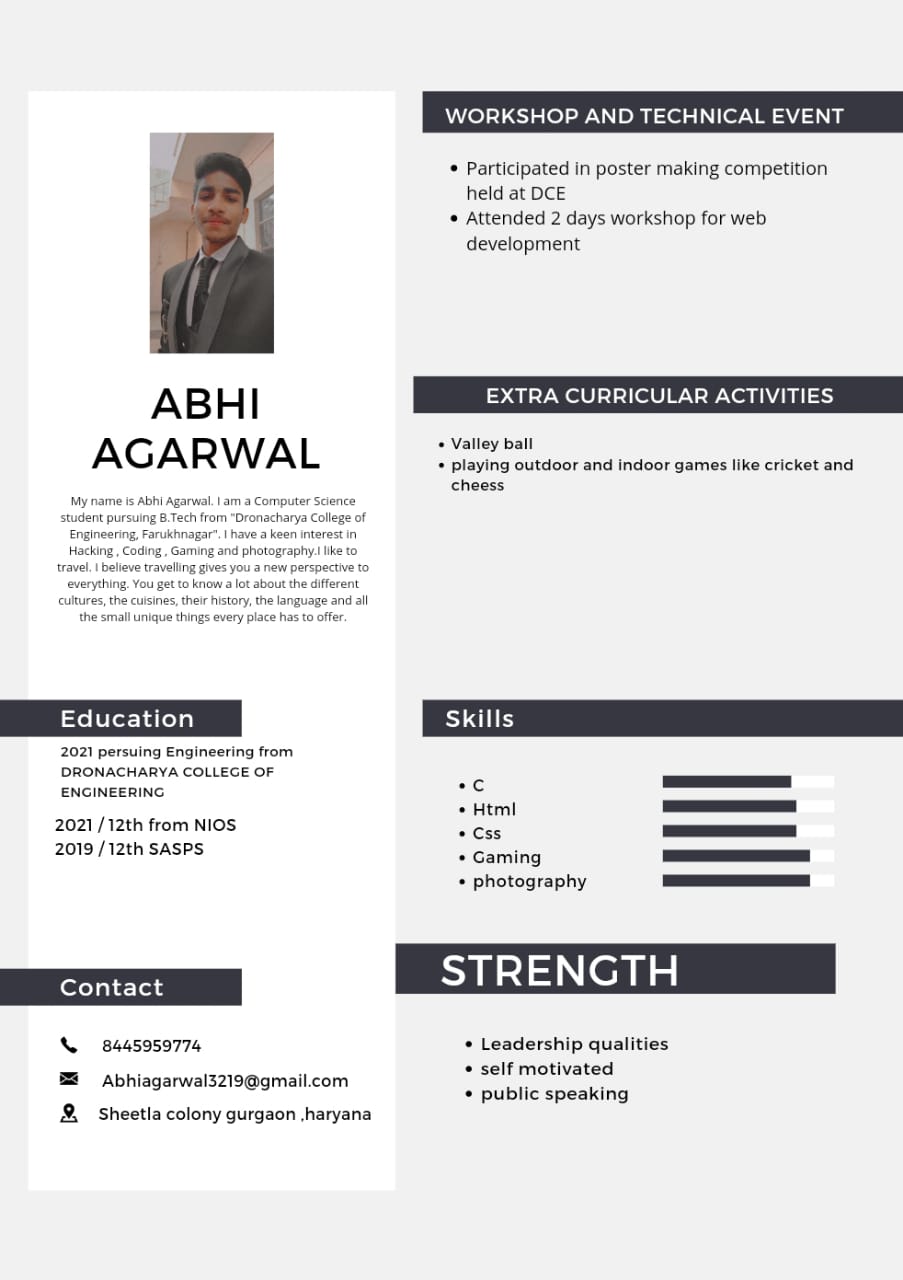 ABHI
AGARWAL
My name is Abhi Agarwal. I am a Computer Science
student pursuing B.Tech from "Dronacharya College of
Engineering, Farukhnagar". I have a keen interest in
Hacking , Coding , Gaming and photography.I like to
travel. I believe travelling gives you a new perspective to
everything. You get to know a lot about the different
cultures, the cuisines, their history, the language and all
the small unique things every place has to offer.
Education
2021 persuing Engineering from
DRONACHARYA COLLEGE OF
ENGINEERING
2021 / 12th from NIOS
2019 / 12th SASPS
Contact
8445959774
Abhiagarwal3219@gmail.com
Sheetla colony gurgaon ,haryana
WORKSHOP AND TECHNICAL EVENT
• Participated in poster making competition
held at DCE
• Attended 2 days workshop for web
development
EXTRA CURRICULAR ACTIVITIES
• Valley ball
• playing outdoor and indoor games like cricket and
cheess
Skills
• C
• Html
• Css
• Gaming
• photography
STRENGTH
• Leadership qualities
• self motivated
• public speaking